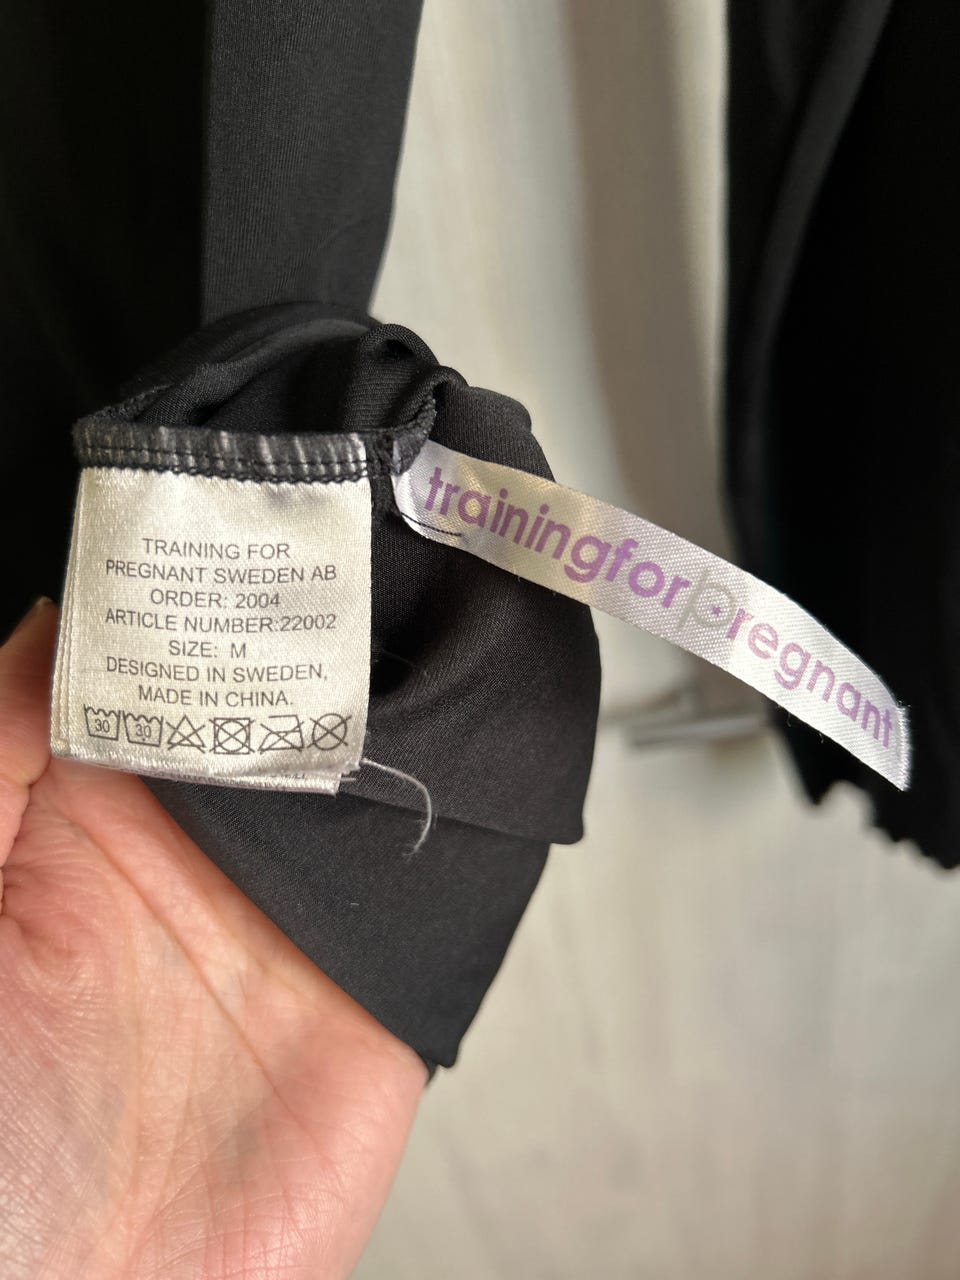 TRAINING FOR
PREGNANT SWEDEN AB
ORDER: 2004
ARTICLE NUMBER:22002
SIZE: M
DESIGNED IN SWEDEN,
MADE IN CHINA.
30 30
trainingforpregnant